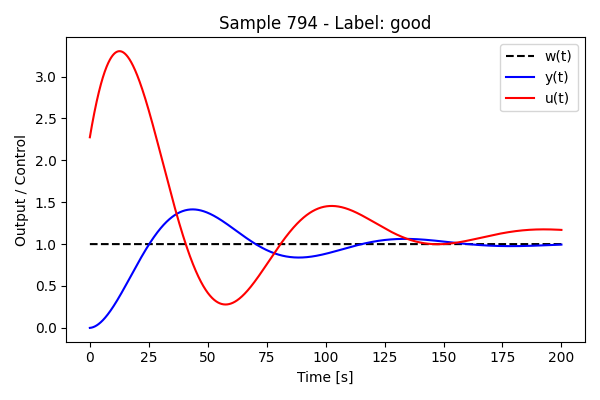 Sample 794 - Label: good
w(t)
y(t)
u(t)
Output / Control
3.0
2.5
2.0
1.5
1.0
0.5
0.0
0 25 50 75 100 125 150 175 200
Time [s]